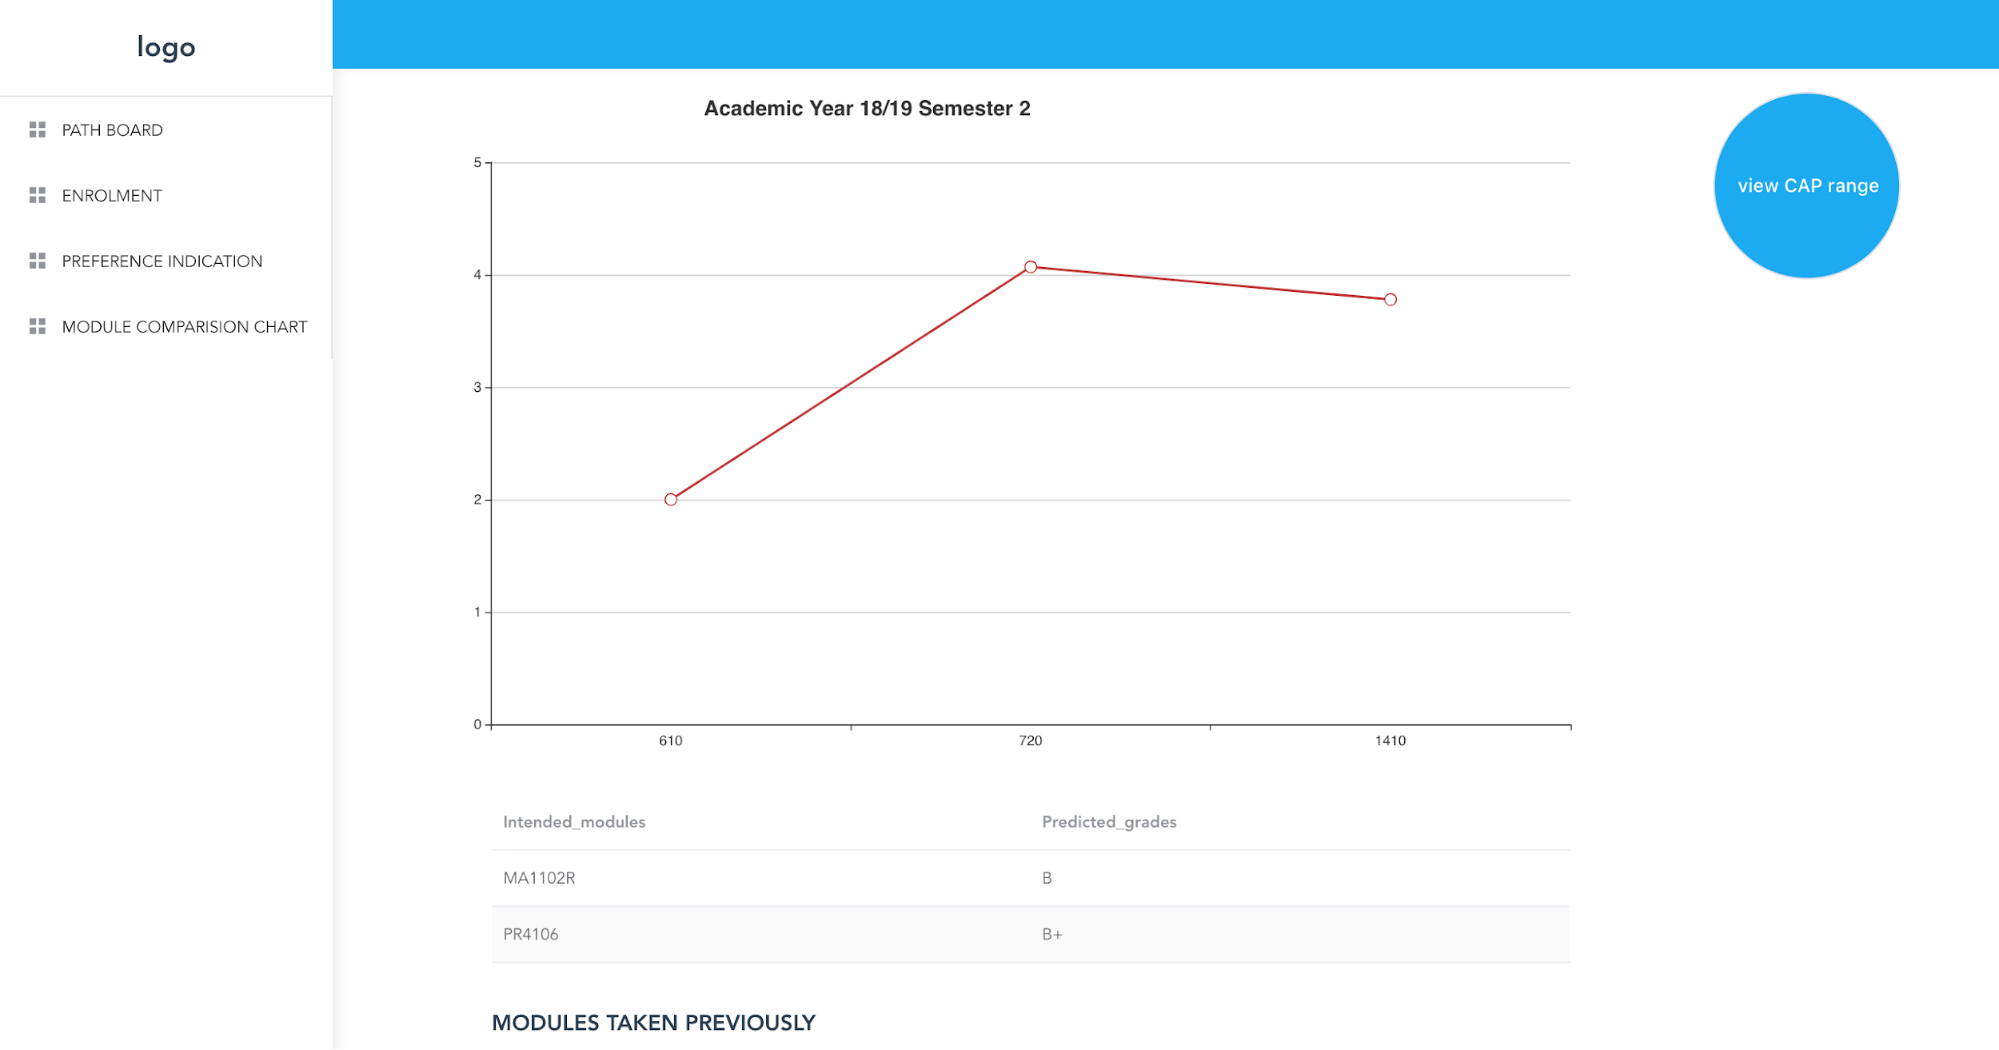 logo
PATH BOARD
ENROLMENT
PREFERENCE INDICATION
MODULE COMPARISION CHART
Academic Year 18/19 Semester 2
view CAP range
5
4
3
2
1
0
610 720 1410
Intended_modules Predicted_grades
MA1102R B
PR4106 B+
MODULES TAKEN PREVIOUSLY